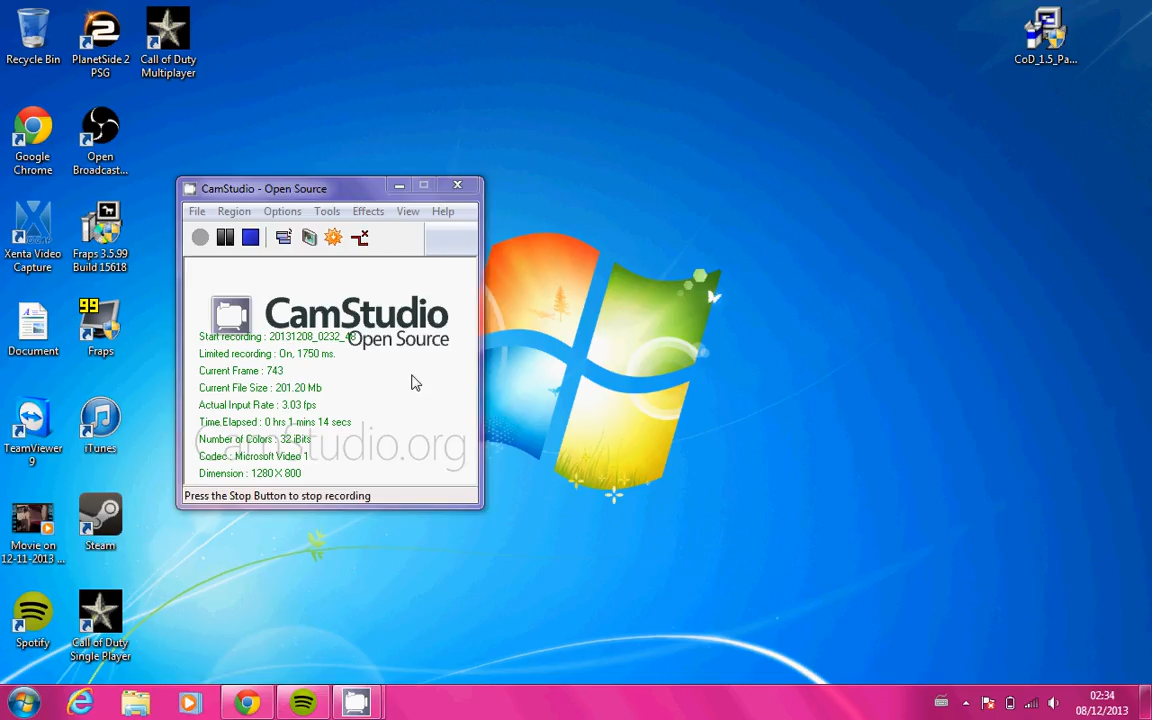 Recycle Bin
PlanetSide 2
PSG
Call of Duty
Multiplayer
CoD_1.5_Pa...
Google
Chrome
Open
Broadcast...
CamStudio - Open Source
File Region Options Tools Effects View Help
Xenta Video
Capture
Fraps 3.5.99
Build 15618
CamStudio
Open Source
Start recording : 20131208_0232_48
Limited recording : On, 1750 ms.
Current Frame : 743
Current File Size : 201.20 Mb
Actual Input Rate : 3.03 fps
Time Elapsed : 0 hrs 1 mins 14 secs
Number of Colors : 32 iBits
Codec : Microsoft Video 1
Dimension : 1280 X 800
CamStudio.org
Press the Stop Button to stop recording
99
Document
Fraps
TeamViewer
9
iTunes
Movie on
12-11-2013 ...
Steam
Spotify
Call of Duty
Single Player
02:34
08/12/2013